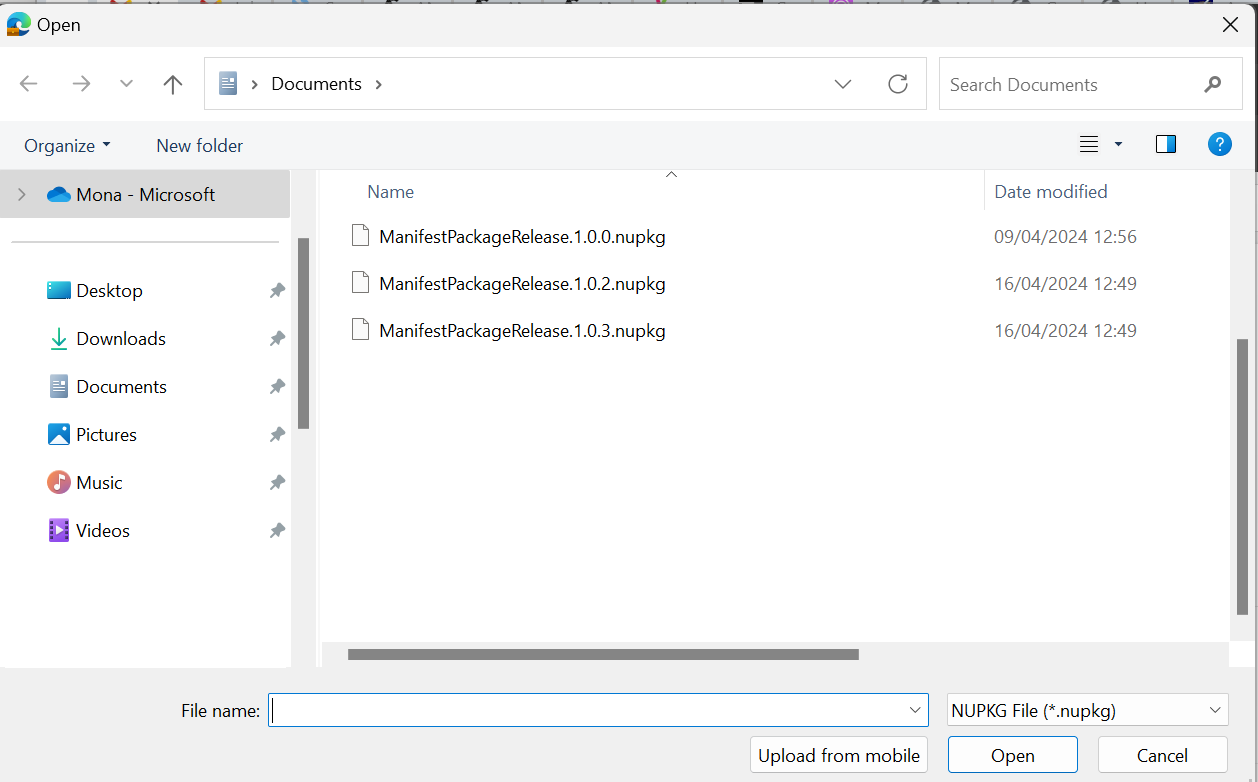 Open
Documents
Search Documents
Organize
New folder
?
Mona - Microsoft
Desktop
Downloads
Documents
Pictures
Music
Videos
Name
Date modified
ManifestPackageRelease.1.0.0.nupkg
09/04/2024 12:56
ManifestPackageRelease.1.0.2.nupkg
16/04/2024 12:49
ManifestPackageRelease.1.0.3.nupkg
16/04/2024 12:49
File name:
NUPKG File (*.nupkg)
Upload from mobile
Open
Cancel